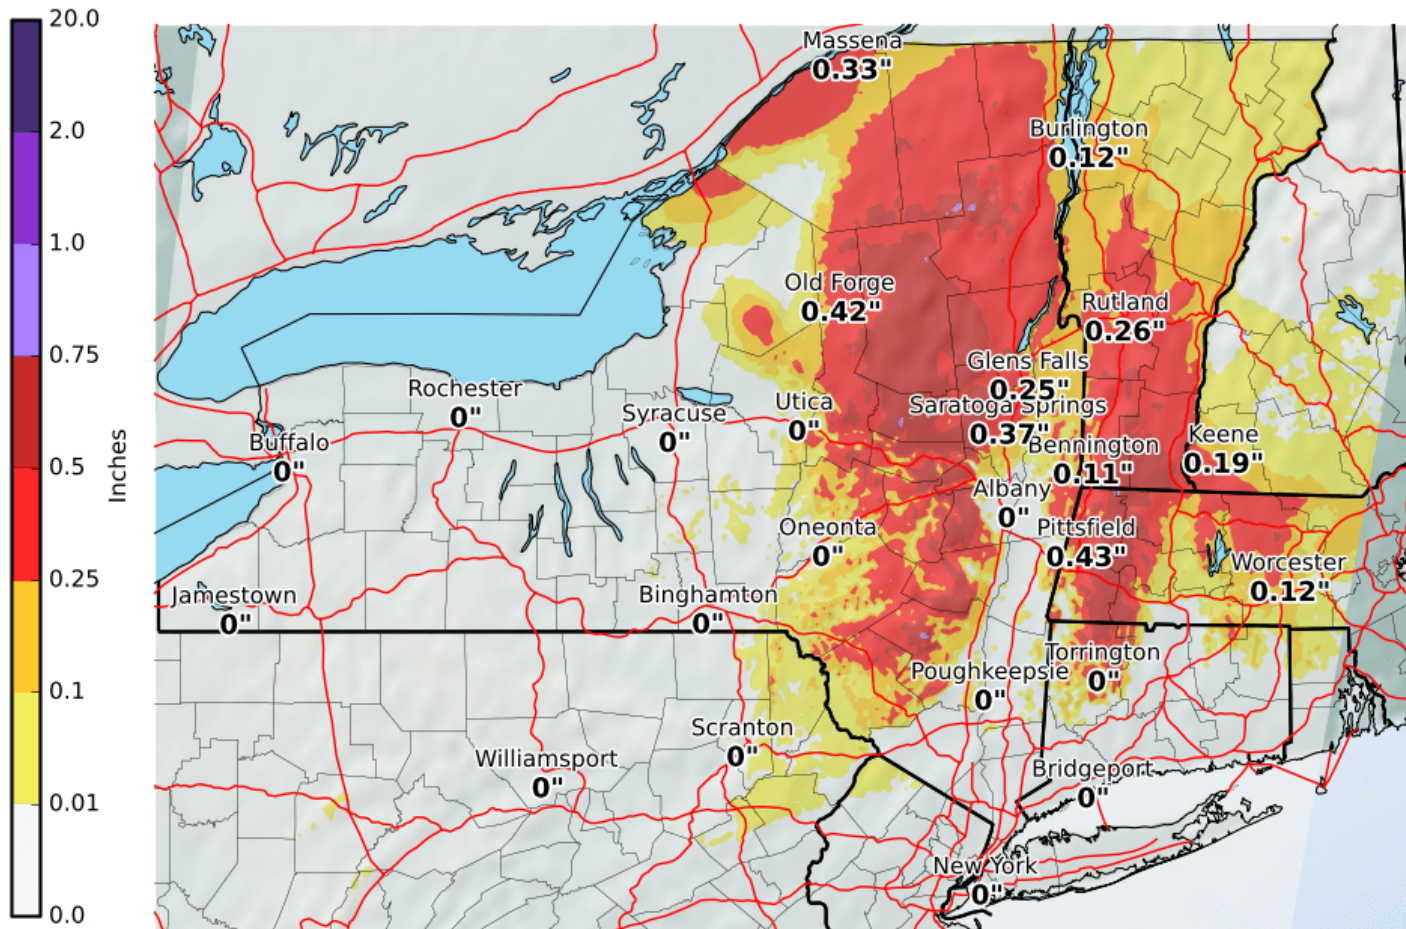 20.0
2.0
1.0
0.75
0.5
0.25
0.1
0.01
0.0
Inches
Massena
0.33"
Burlington
0.12"
Old Forge
0.42"
Rutland
0.26"
Glens Falls
0.25"
Rochester
0"
Syracuse
0"
Utica
0"
Saratoga Springs
0.37"
Buffalo
0"
Bennington
0.11"
Keene
0.19"
Albany
0"
Oneonta
0"
Pittsfield
0.43"
Worcester
0.12"
Jamestown
0"
Binghamton
0"
Poughkeepsie
0"
Torrington
0"
Scranton
0"
Williamsport
0"
Bridgeport
0"
New York
0"